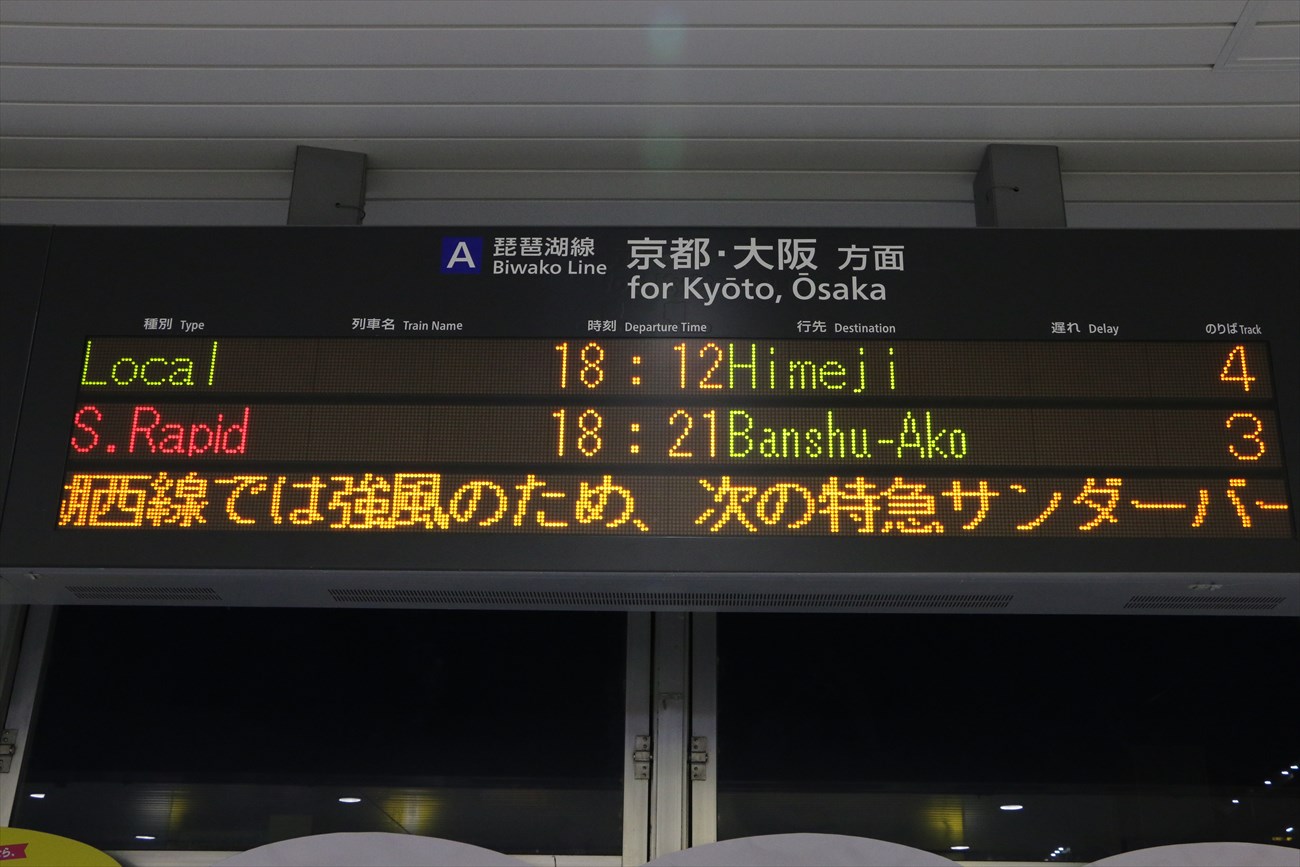 A 琵琶湖線 京都・大阪 方面
Biwako Line for Kyōto, Ōsaka
種別 Type 列車名 Train Name 時刻 Departure Time 行先 Destination 遅れ Delay のりば Track
Local 18:12 Himeji 4
S.Rapid 18:21 Banshu-Ako 3
湖西線では強風のため、次の特急サンダーバー
なら、